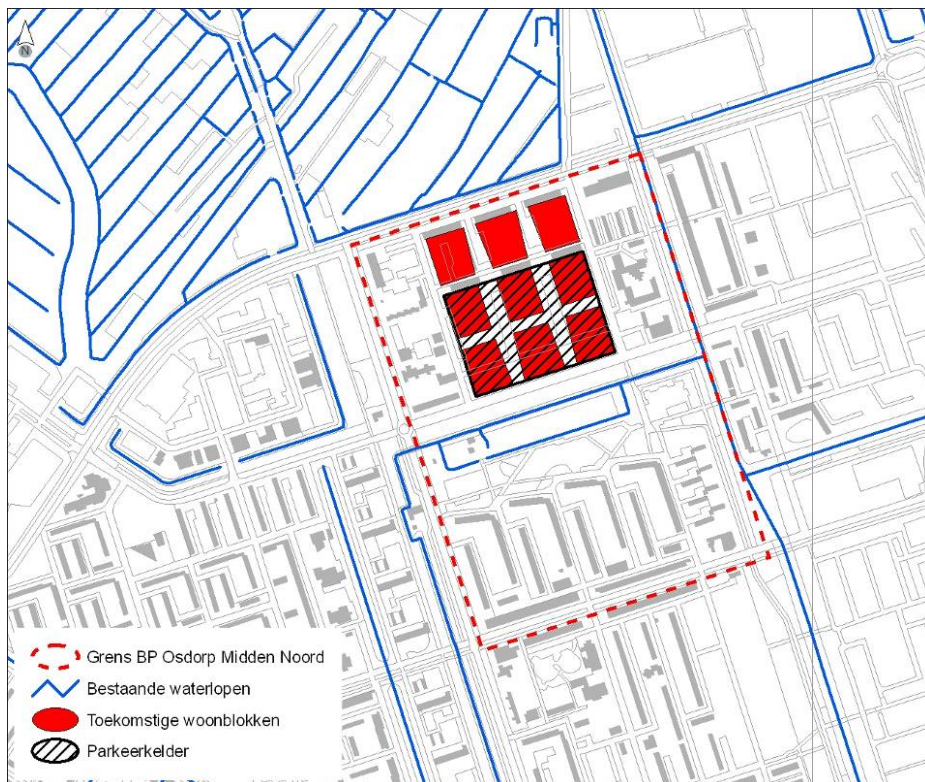 N
Grens BP Osdorp Midden Noord
Bestaande waterlopen
Toekomstige woonblokken
Parkeerkelder